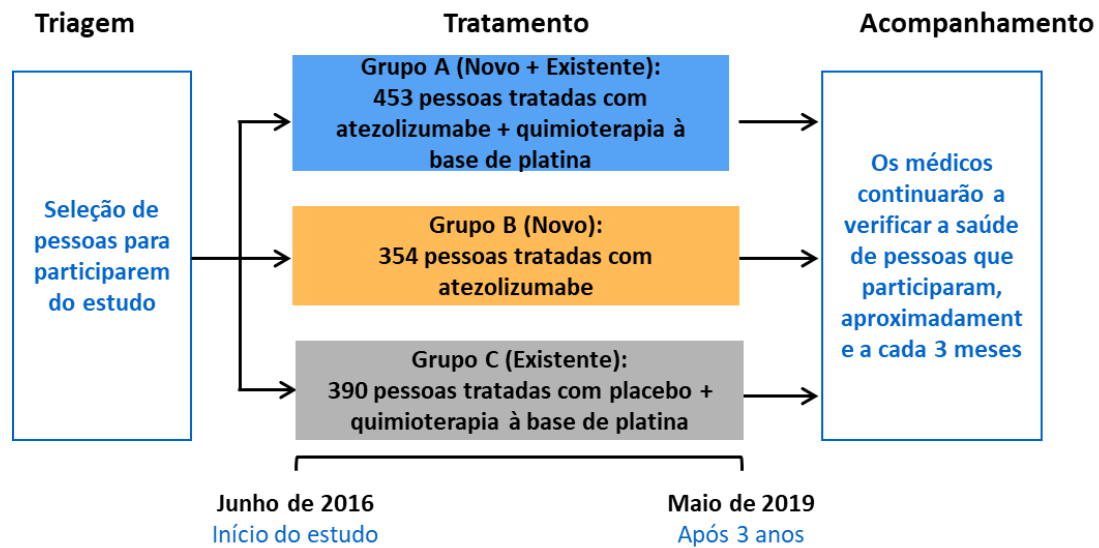 Triagem
Tratamento
Acompanhamento
Seleção de
pessoas para
participarem
do estudo
Grupo A (Novo + Existente):
453 pessoas tratadas com
atezolizumabe + quimioterapia à
base de platina
Grupo B (Novo):
354 pessoas tratadas com
atezolizumabe
Grupo C (Existente):
390 pessoas tratadas com placebo +
quimioterapia à base de platina
Os médicos
continuarão a
verificar a saúde
de pessoas que
participaram,
aproximadament
e a cada 3 meses
Junho de 2016
Início do estudo
Maio de 2019
Após 3 anos